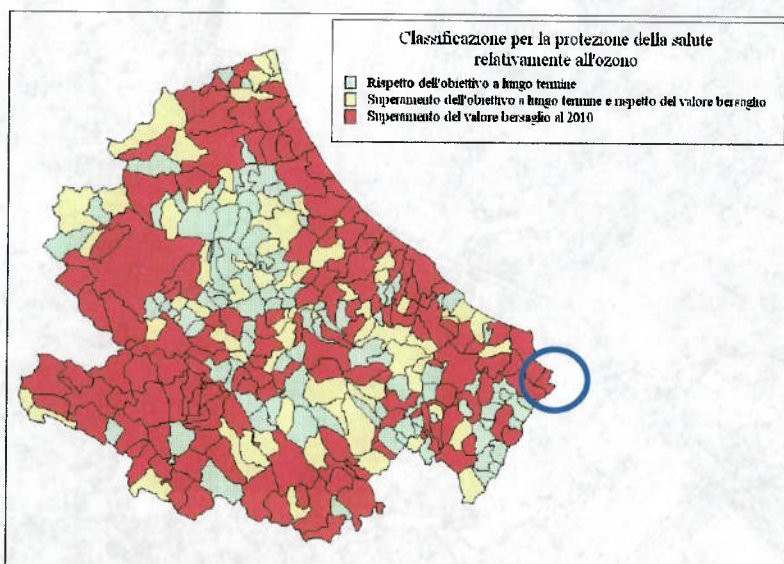 Classificazione per la protezione della salute
relativamente all'ozono
Rispetto dell'obiettivo a lungo termine
Superamento dell'obiettivo a lungo termine e rispetto del valore bersaglio
Superamento del valore bersaglio al 2010